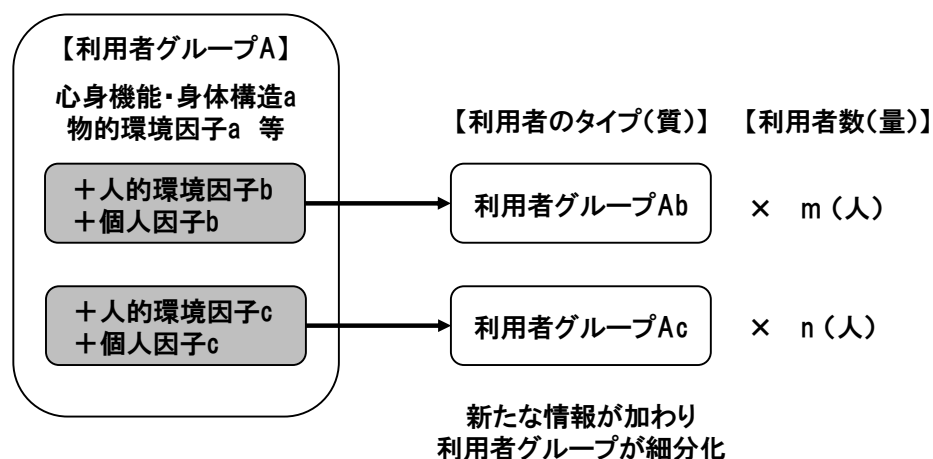 【利用者グループA】
心身機能・身体構造a
物的環境因子a 等
＋人的環境因子b
＋個人因子b
＋人的環境因子c
＋個人因子c
【利用者のタイプ(質)】 【利用者数(量)】
利用者グループAb × m (人)
利用者グループAc × n (人)
新たな情報が加わり
利用者グループが細分化